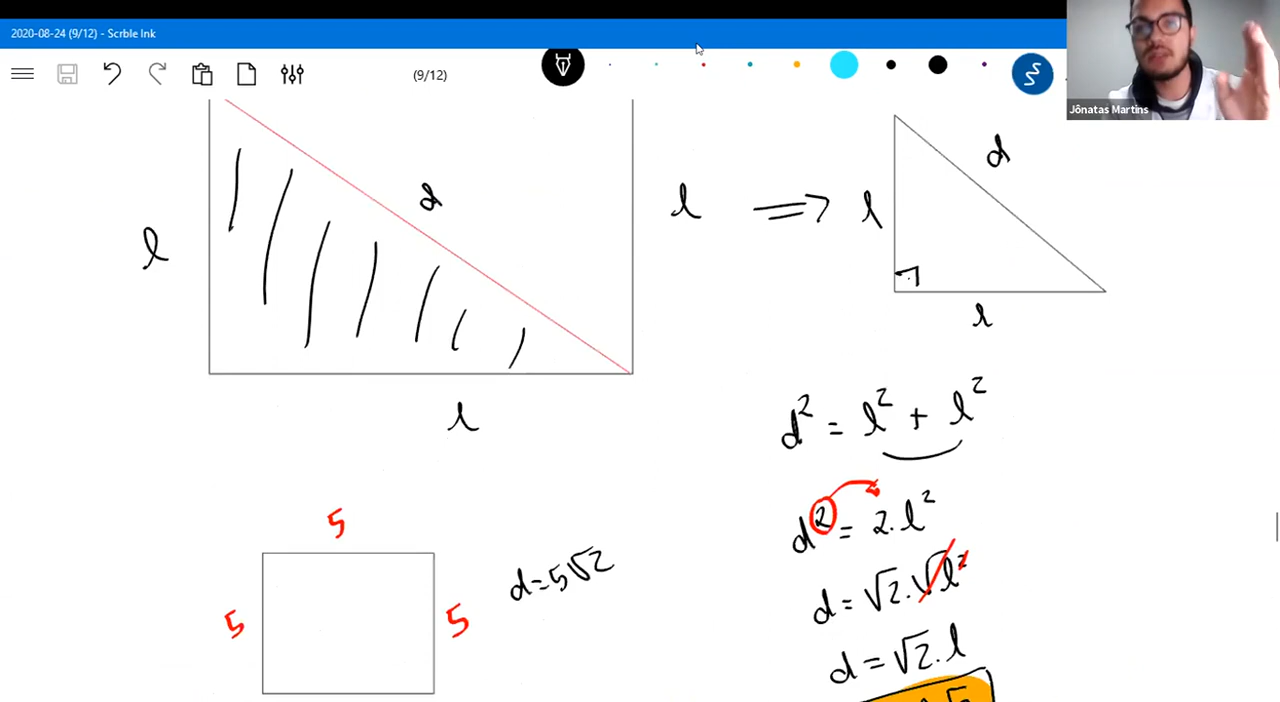 2020-08-24 (9/12) - Scrble Ink
(9/12)
Jônatas Martins
d
l
l
l
⟹
l
d
l
d² = l² + l²
d² = 2.l²
d = √2.√l²
d = √2.l
5
5
5
d=5√2